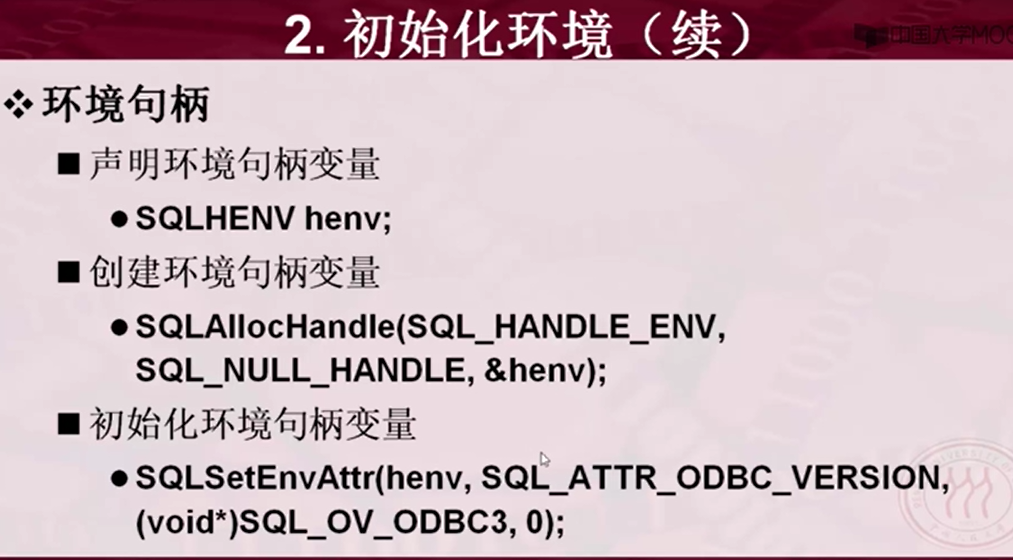 2. 初始化环境（续）
中国大学MOO
环境句柄
声明环境句柄变量
SQLHENV henv;
创建环境句柄变量
SQLAllocHandle(SQL_HANDLE_ENV,
SQL_NULL_HANDLE, &henv);
初始化环境句柄变量
SQLSetEnvAttr(henv, SQL_ATTR_ODBC_VERSION,
(void*)SQL_OV_ODBC3, 0);